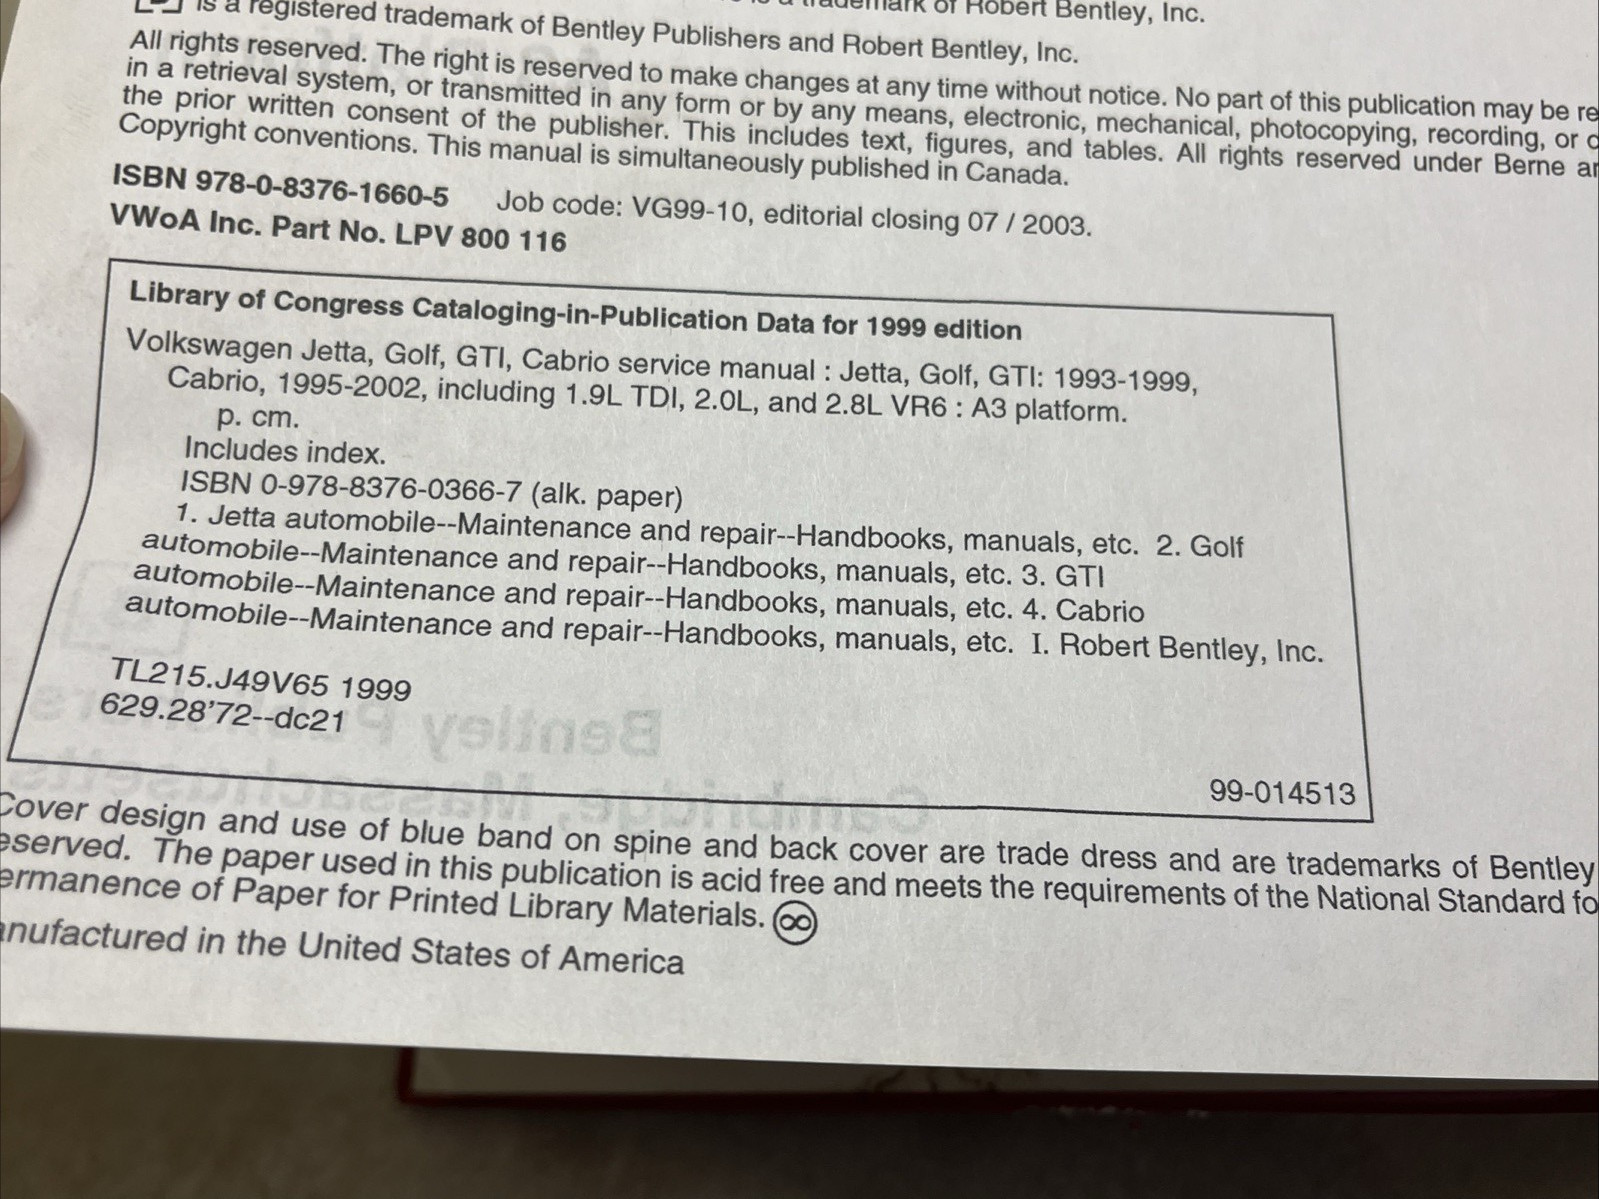 is a trademark of Robert Bentley, Inc.
is a registered trademark of Bentley Publishers and Robert Bentley, Inc.
All rights reserved. The right is reserved to make changes at any time without notice. No part of this publication may be re
in a retrieval system, or transmitted in any form or by any means, electronic, mechanical, photocopying, recording, or
the prior written consent of the publisher. This includes text, figures, and tables. All rights reserved under Berne
Copyright conventions. This manual is simultaneously published in Canada.
ISBN 978-0-8376-1660-5 Job code: VG99-10, editorial closing 07 / 2003.
VWoA Inc. Part No. LPV 800 116
Library of Congress Cataloging-in-Publication Data for 1999 edition
Volkswagen Jetta, Golf, GTI, Cabrio service manual : Jetta, Golf, GTI: 1993-1999,
Cabrio, 1995-2002, including 1.9L TDI, 2.0L, and 2.8L VR6 : A3 platform.
p. cm.
Includes index.
ISBN 0-978-8376-0366-7 (alk. paper)
1. Jetta automobile--Maintenance and repair--Handbooks, manuals, etc. 2. Golf
automobile--Maintenance and repair--Handbooks, manuals, etc. 3. GTI
automobile--Maintenance and repair--Handbooks, manuals, etc. 4. Cabrio
automobile--Maintenance and repair--Handbooks, manuals, etc. I. Robert Bentley, Inc.
TL215.J49V65 1999
629.28'72--dc21
99-014513
Cover design and use of blue band on spine and back cover are trade dress and are trademarks of Bentley
eserved. The paper used in this publication is acid free and meets the requirements of the National Standard fo
ermanence of Paper for Printed Library Materials. ∞
anufactured in the United States of America